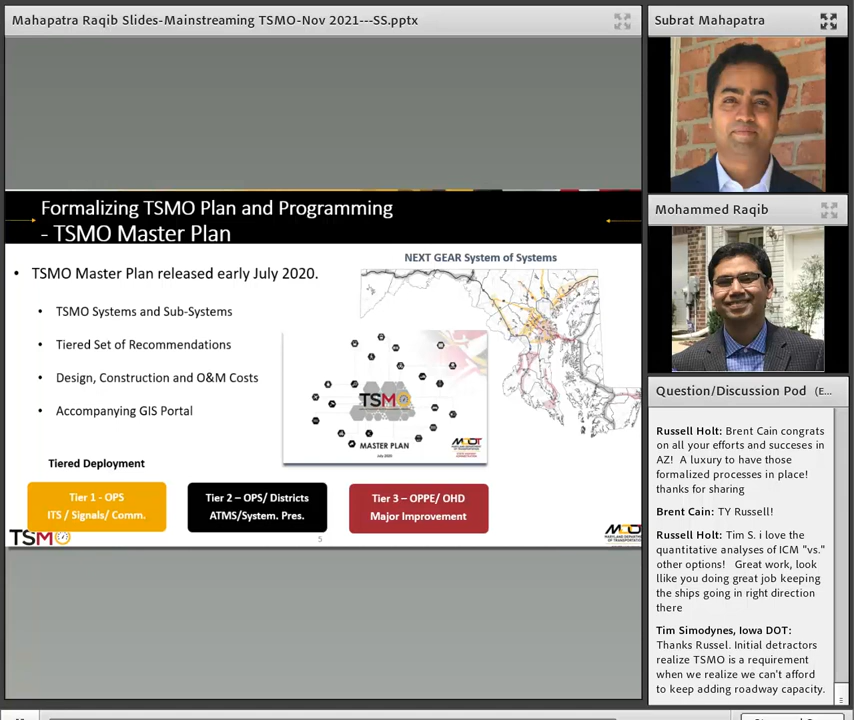 Mahapatra Raqib Slides-Mainstreaming TSMO-Nov 2021---SS.pptx
Formalizing TSMO Plan and Programming
- TSMO Master Plan
• TSMO Master Plan released early July 2020.
• TSMO Systems and Sub-Systems
• Tiered Set of Recommendations
• Design, Construction and O&M Costs
• Accompanying GIS Portal
NEXT GEAR System of Systems
TSMO
MASTER PLAN
July 2020
MDOT
Tiered Deployment
Tier 1 - OPS
ITS / Signals/ Comm.
Tier 2 – OPS/ Districts
ATMS/System. Pres.
Tier 3 – OPPE/ OHD
Major Improvement
TSMO
5
MDOT
MARYLAND DEPARTMENT
Subrat Mahapatra
Mohammed Raqib
Question/Discussion Pod (E...
Russell Holt: Brent Cain congrats
on all your efforts and succeses in
AZ! A luxury to have those
formalized processes in place!
thanks for sharing
Brent Cain: TY Russell!
Russell Holt: Tim S. i love the
quantitative analyses of ICM "vs."
other options! Great work, look
llike you doing great job keeping
the ships going in right direction
there
Tim Simodynes, Iowa DOT:
Thanks Russel. Initial detractors
realize TSMO is a requirement
when we realize we can't afford
to keep adding roadway capacity.